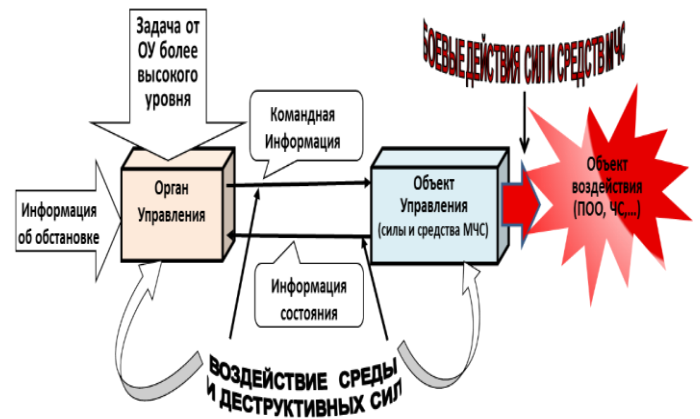 Задача от
ОУ более
высокого
уровня
БОЕВЫЕ ДЕЙСТВИЯ СИЛ И СРЕДСТВ МЧС
Командная
Информация
Информация
об обстановке
Орган
Управления
Объект
Управления
(силы и средства МЧС)
Объект
воздействия
(ПОО, ЧС,...)
Информация
состояния
ВОЗДЕЙСТВИЕ СРЕДЫ
И ДЕСТРУКТИВНЫХ СИЛ